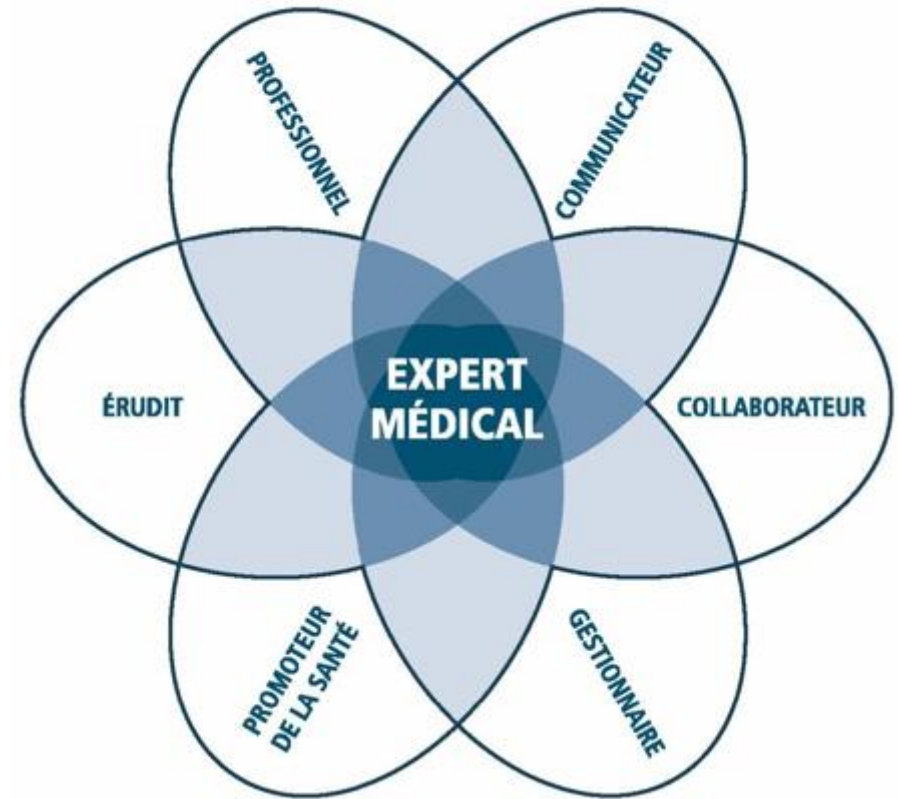 PROFESSIONNEL
COMMUNICATEUR
ÉRUDIT
EXPERT
MÉDICAL
COLLABORATEUR
PROMOTEUR
DE LA SANTÉ
GESTIONNAIRE